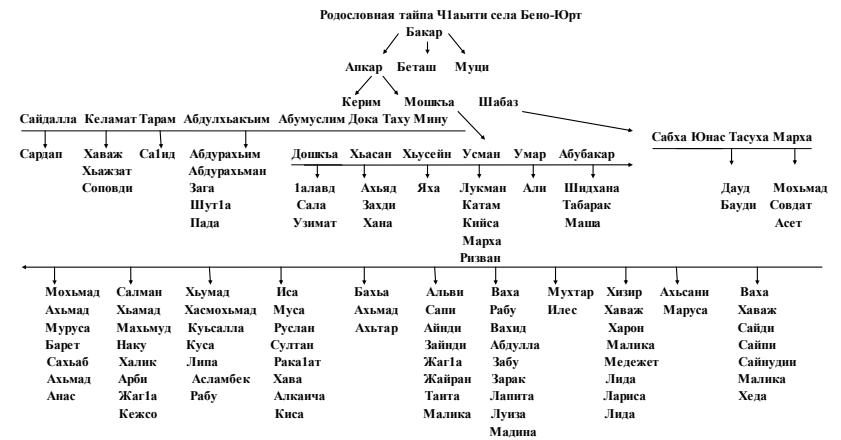 Родословная тайпа Ч1аьнти села Бено-Юрт
Бакар
Апкар Беташ Муци
Керим Мошкъа Шабаз
Сайдалла Келамат Тарам Абдулхьакъим Абумуслим Дока Таху Мину
Сабха Юнас Тасуха Марха
Сардап Хаваж Са1ид Абдурахьим Дошкъа Хьасан Хьусейн Усман Умар Абубакар
Хьажзат Абдурахьман
Соповди Зага 1алавд Ахьяд Яха Лукман Али Шидхана Дауд Мохьмад
Шут1а Сала Захди Катам Табарак Бауди Совдат
Пада Узимат Хана Кийса Маша Асет
Марха
Ризван
Мохьмад Салман Хьумад Иса Бахьа Альви Ваха Мухтар Хизир Ахьсани Ваха
Ахьмад Хьамад Хасмохьмад Муса Ахьмад Сапи Рабу Илес Хаваж Маруса Хаваж
Муруса Махьмуд Куьсалла Руслан Ахьтар Айнди Вахид Харон Сайди
Барет Наку Куса Султан Зайнди Абдулла Малика Сайпи
Сахьаб Халик Липа Рака1ат Жаг1а Забу Медежет Сайнудии
Ахьмад Арби Асламбек Хава Жайран Зарак Лида Малика
Анас Жаг1а Рабу Алкаича Таита Лапита Лариса Хеда
Кежсо Киса Малика Луиза Лида
Мадина